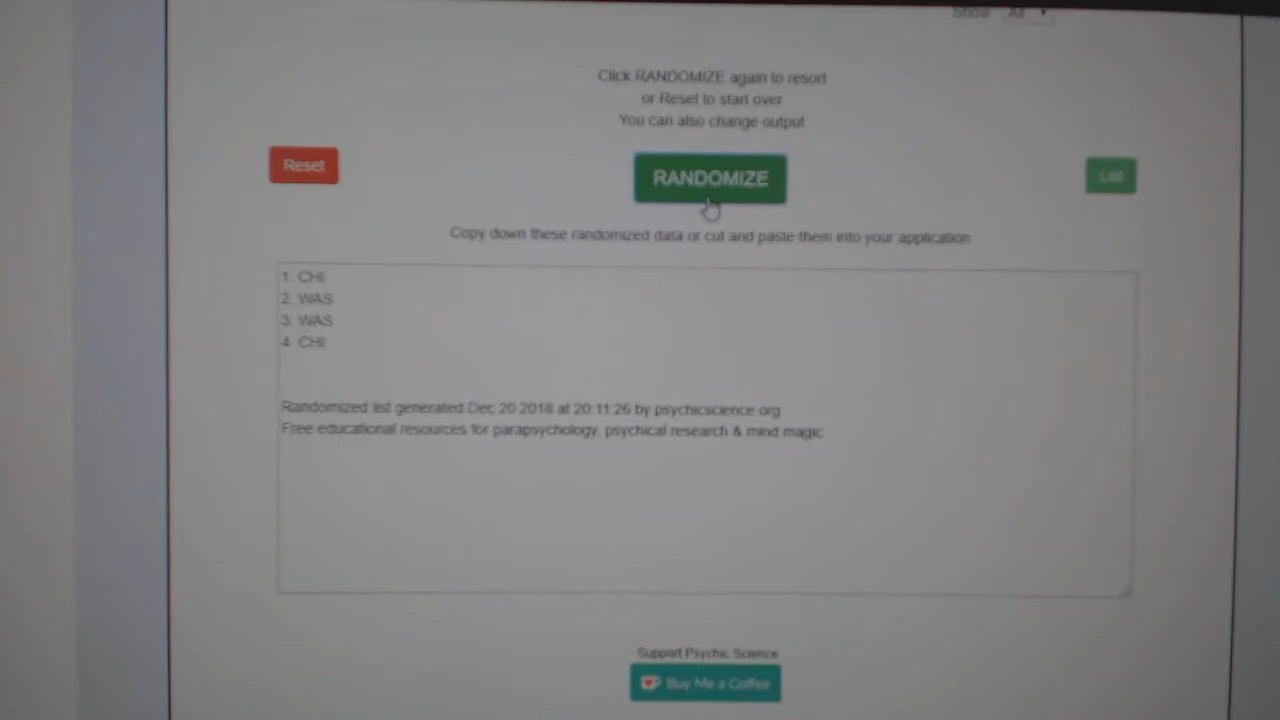 Show All
Click RANDOMIZE again to resort
or Reset to start over
You can also change output
Reset
RANDOMIZE
List
Copy down these randomized data or cut and paste them into your application
1. CHI
2. WAS
3. WAS
4. CHI
Randomized list generated Dec 20 2018 at 20:11:26 by psychicscience.org
Free educational resources for parapsychology, psychical research & mind magic
Support Psychic Science
Buy Me a Coffee